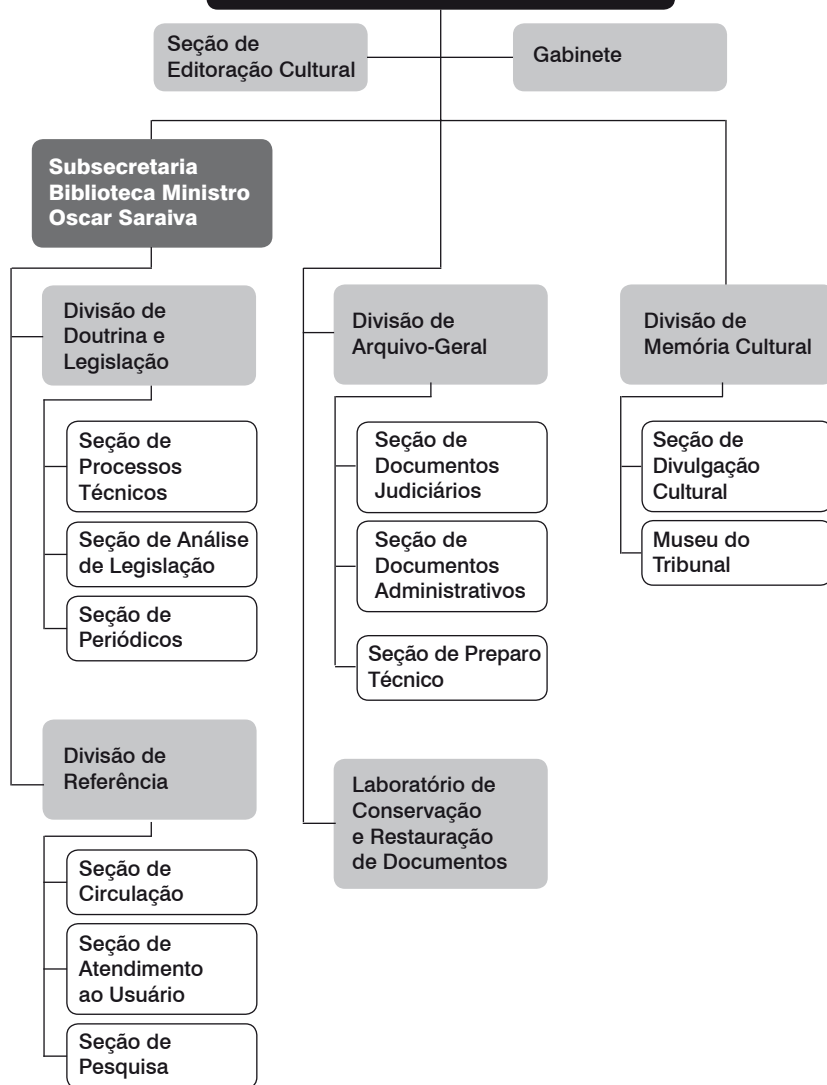 Seção de
Editoração Cultural
Gabinete
Subsecretaria
Biblioteca Ministro
Oscar Saraiva
Divisão de
Doutrina e
Legislação
Seção de
Processos
Técnicos
Seção de Análise
de Legislação
Seção de
Periódicos
Divisão de
Referência
Seção de
Circulação
Seção de
Atendimento
ao Usuário
Seção de
Pesquisa
Divisão de
Arquivo-Geral
Seção de
Documentos
Judiciários
Seção de
Documentos
Administrativos
Seção de Preparo
Técnico
Laboratório de
Conservação
e Restauração
de Documentos
Divisão de
Memória Cultural
Seção de
Divulgação
Cultural
Museu do
Tribunal